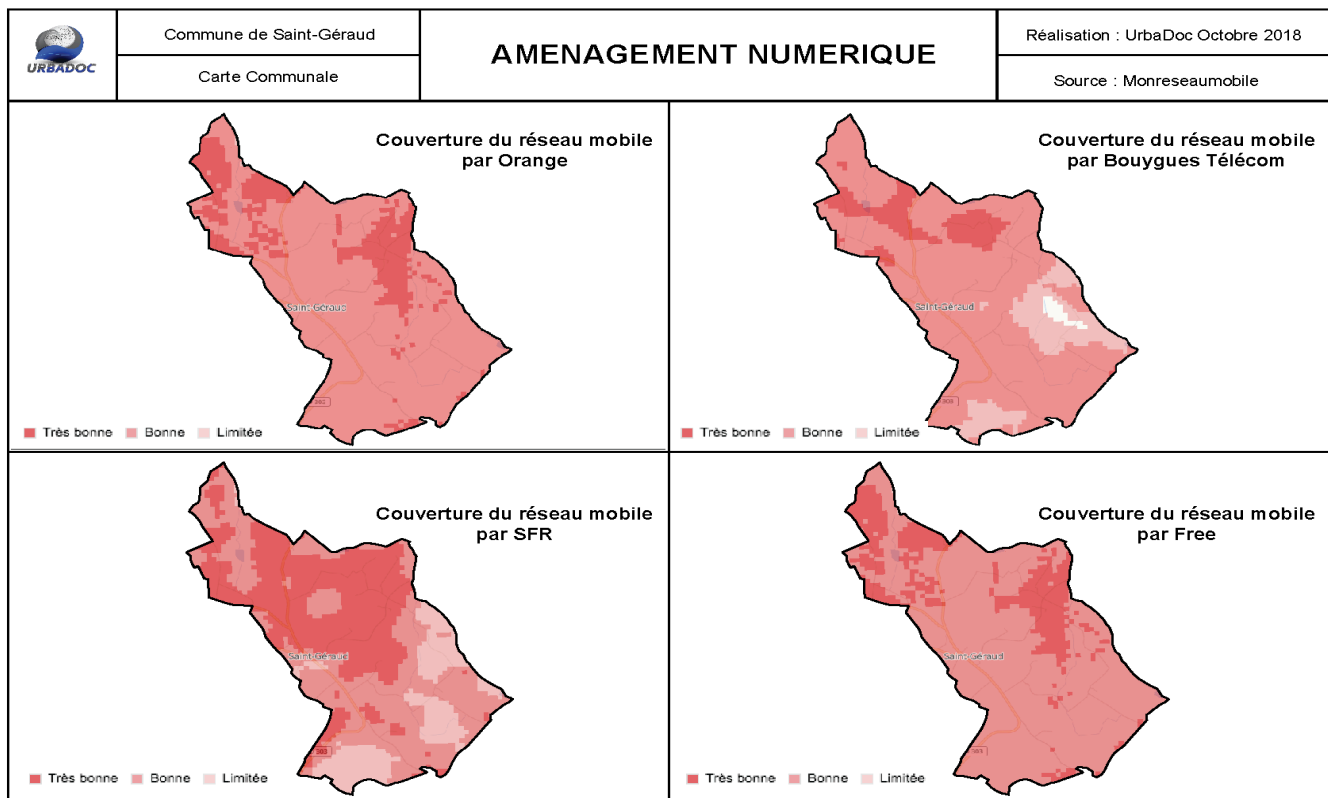 URBADOC
Commune de Saint-Géraud
Carte Communale
AMENAGEMENT NUMERIQUE
Réalisation : UrbaDoc Octobre 2018
Source : Monreseaumobile
Couverture du réseau mobile
par Orange
Saint-Géraud
Très bonne Bonne Limitée
Couverture du réseau mobile
par Bouygues Télécom
Saint-Géraud
Très bonne Bonne Limitée
Couverture du réseau mobile
par SFR
Saint-Géraud
Très bonne Bonne Limitée
Couverture du réseau mobile
par Free
Saint-Géraud
Très bonne Bonne Limitée